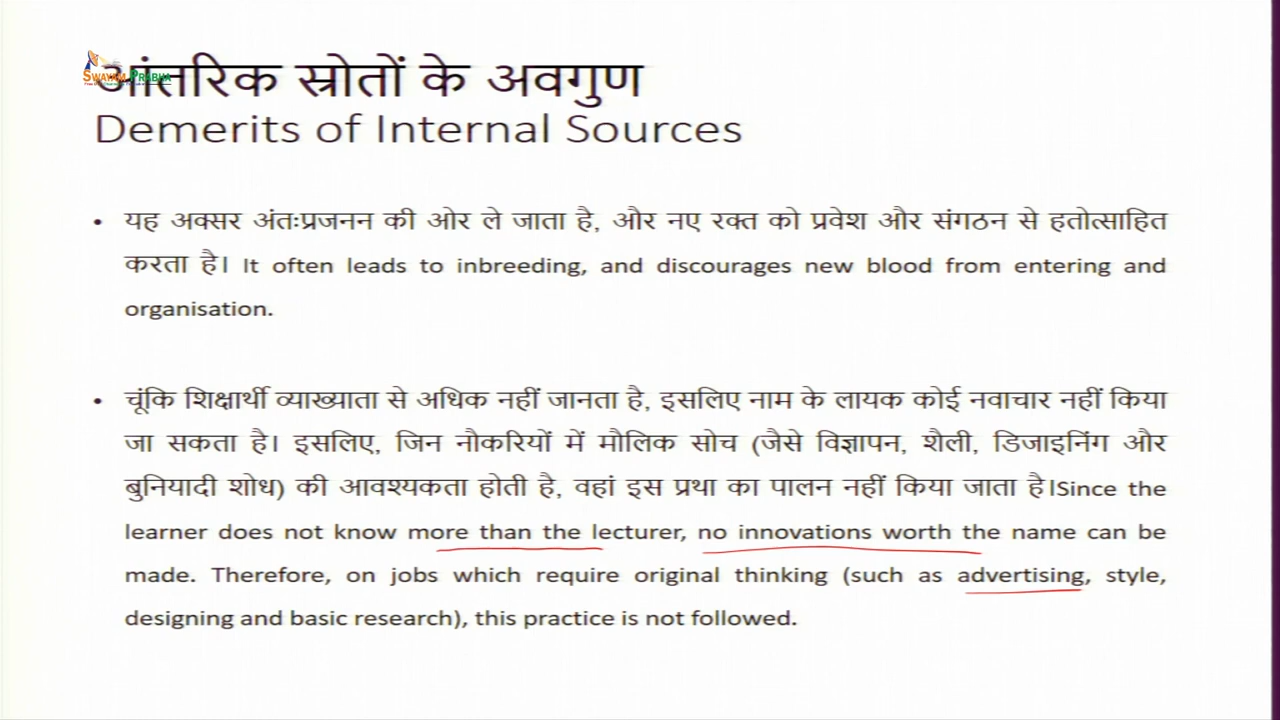 SWAYAM PRABHA
आंतरिक स्रोतों के अवगुण
Demerits of Internal Sources
• यह अक्सर अंतःप्रजनन की ओर ले जाता है, और नए रक्त को प्रवेश और संगठन से हतोत्साहित
करता है। It often leads to inbreeding, and discourages new blood from entering and
organisation.
• चूंकि शिक्षार्थी व्याख्याता से अधिक नहीं जानता है, इसलिए नाम के लायक कोई नवाचार नहीं किया
जा सकता है। इसलिए, जिन नौकरियों में मौलिक सोच (जैसे विज्ञापन, शैली, डिजाइनिंग और
बुनियादी शोध) की आवश्यकता होती है, वहां इस प्रथा का पालन नहीं किया जाता है।Since the
learner does not know more than the lecturer, no innovations worth the name can be
made. Therefore, on jobs which require original thinking (such as advertising, style,
designing and basic research), this practice is not followed.